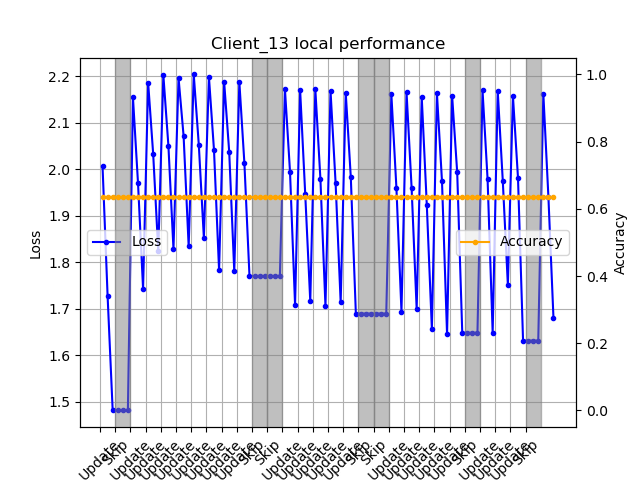 Client_13 local performance
2.2
2.1
2.0
1.9
1.8
1.7
1.6
1.5
Loss
1.0
0.8
0.6
0.4
0.2
0.0
Accuracy
Loss
Accuracy
Update
Skip
Update
Update
Update
Update
Update
Update
Update
Update
Skip
Skip
Update
Update
Update
Update
Update
Skip
Skip
Update
Update
Update
Update
Update
Skip
Update
Update
Update
Skip